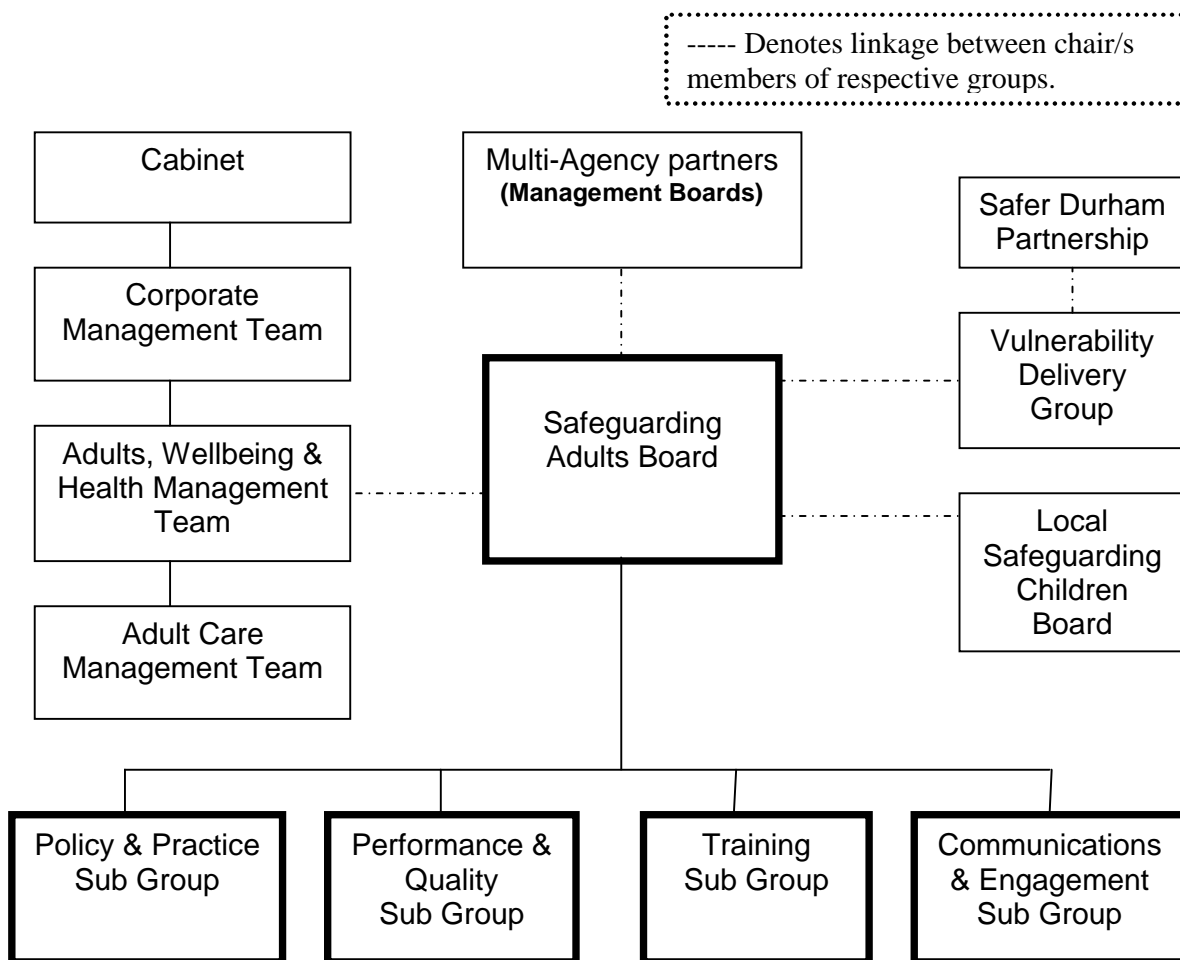 ----- Denotes linkage between chair/s
members of respective groups.
Cabinet
Multi-Agency partners
(Management Boards)
Safer Durham
Partnership
Corporate
Management Team
Vulnerability
Delivery
Group
Safeguarding
Adults Board
Adults, Wellbeing &
Health Management
Team
Local
Safeguarding
Children
Board
Adult Care
Management Team
Policy & Practice
Sub Group
Performance &
Quality
Sub Group
Training
Sub Group
Communications
& Engagement
Sub Group